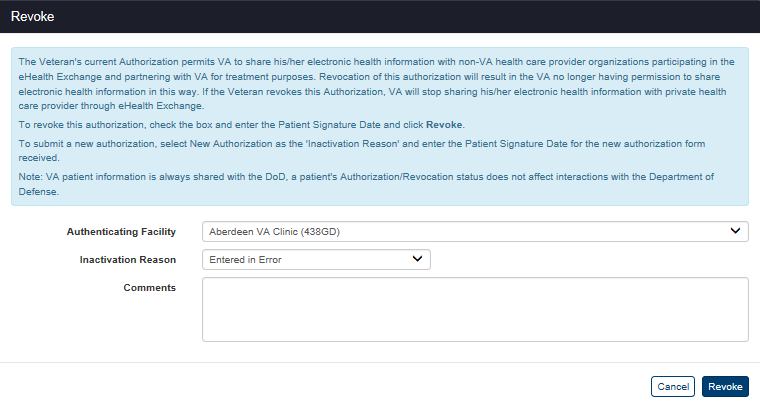 Revoke
The Veteran's current Authorization permits VA to share his/her electronic health information with non-VA health care provider organizations participating in the
eHealth Exchange and partnering with VA for treatment purposes. Revocation of this authorization will result in the VA no longer having permission to share
electronic health information in this way. If the Veteran revokes this Authorization, VA will stop sharing his/her electronic health information with private health
care provider through eHealth Exchange.
To revoke this authorization, check the box and enter the Patient Signature Date and click Revoke.
To submit a new authorization, select New Authorization as the 'Inactivation Reason' and enter the Patient Signature Date for the new authorization form
received.
Note: VA patient information is always shared with the DoD, a patient's Authorization/Revocation status does not affect interactions with the Department of
Defense.
Authenticating Facility Aberdeen VA Clinic (438GD)
Inactivation Reason Entered in Error
Comments
Cancel Revoke